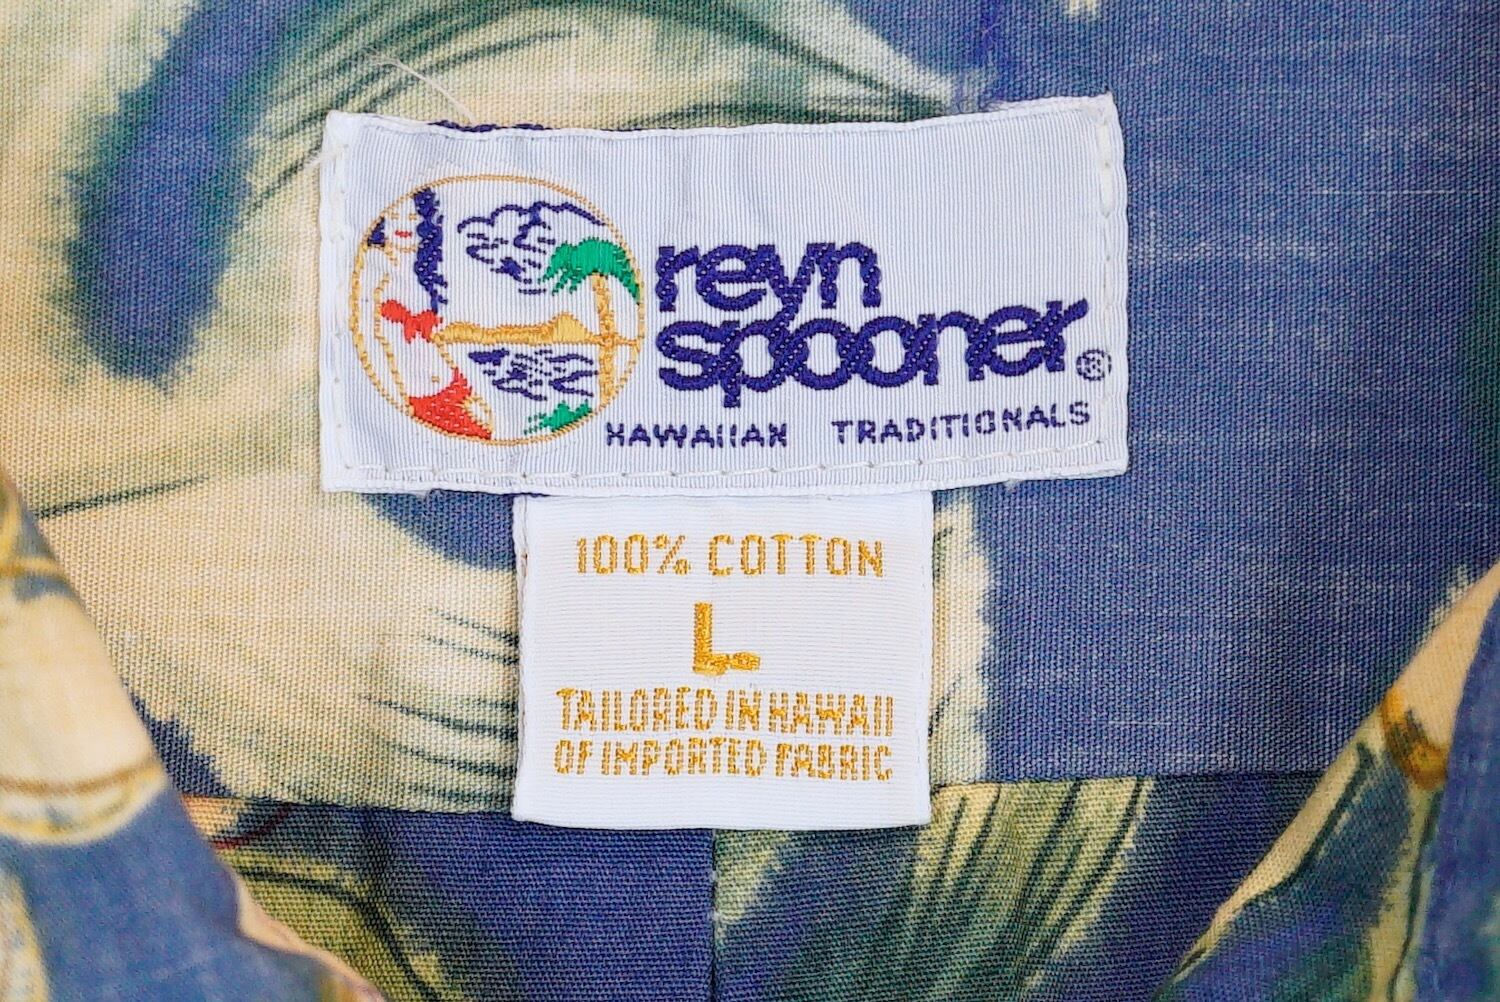 reyn
spooner®
HAWAIIAN TRADITIONALS
100% COTTON
L
TAILORED IN HAWAII
OF IMPORTED FABRIC